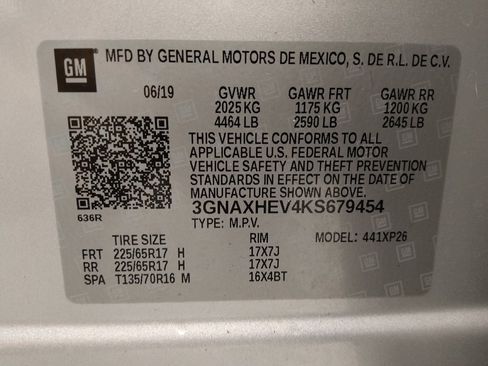 GM MFD BY GENERAL MOTORS DE MEXICO, S. DE R.L. DE C.V.
06/19 GVWR GAWR FRT GAWR RR
2025 KG 1175 KG 1200 KG
4464 LB 2590 LB 2645 LB
THIS VEHICLE CONFORMS TO ALL
APPLICABLE U.S. FEDERAL MOTOR
VEHICLE SAFETY AND THEFT PREVENTION
STANDARDS IN EFFECT ON THE DATE OF
MANUFACTURE SHOWN ABOVE.
3GNAXHEV4KS679454
636R TYPE: M.P.V.
TIRE SIZE RIM MODEL: 441XP26
FRT 225/65R17 H 17X7J
RR 225/65R17 H 17X7J
SPA T135/70R16 M 16X4BT